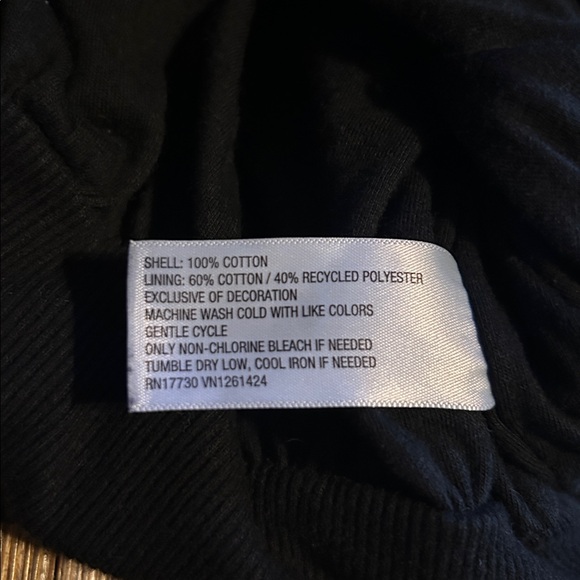 SHELL: 100% COTTON
LINING: 60% COTTON / 40% RECYCLED POLYESTER
EXCLUSIVE OF DECORATION
MACHINE WASH COLD WITH LIKE COLORS
GENTLE CYCLE
ONLY NON-CHLORINE BLEACH IF NEEDED
TUMBLE DRY LOW, COOL IRON IF NEEDED
RN17730 VN1261424